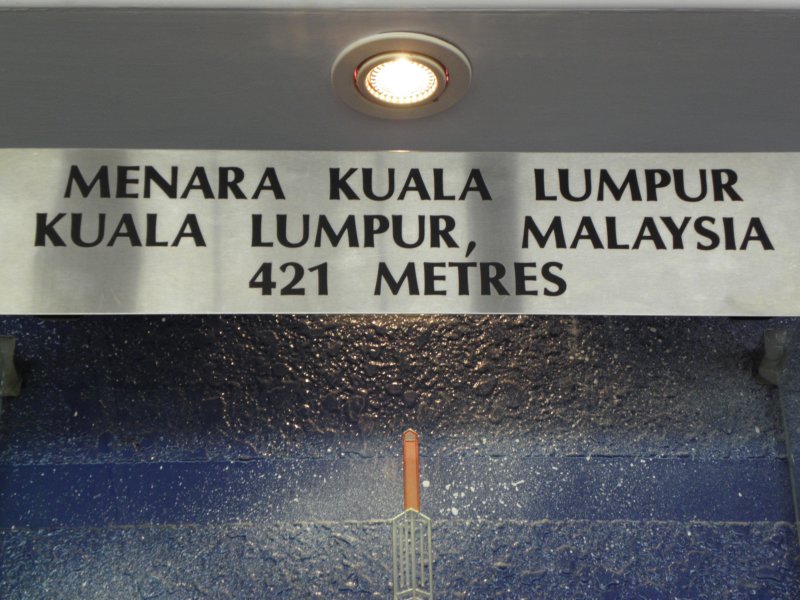 MENARA KUALA LUMPUR
KUALA LUMPUR, MALAYSIA
421 METRES